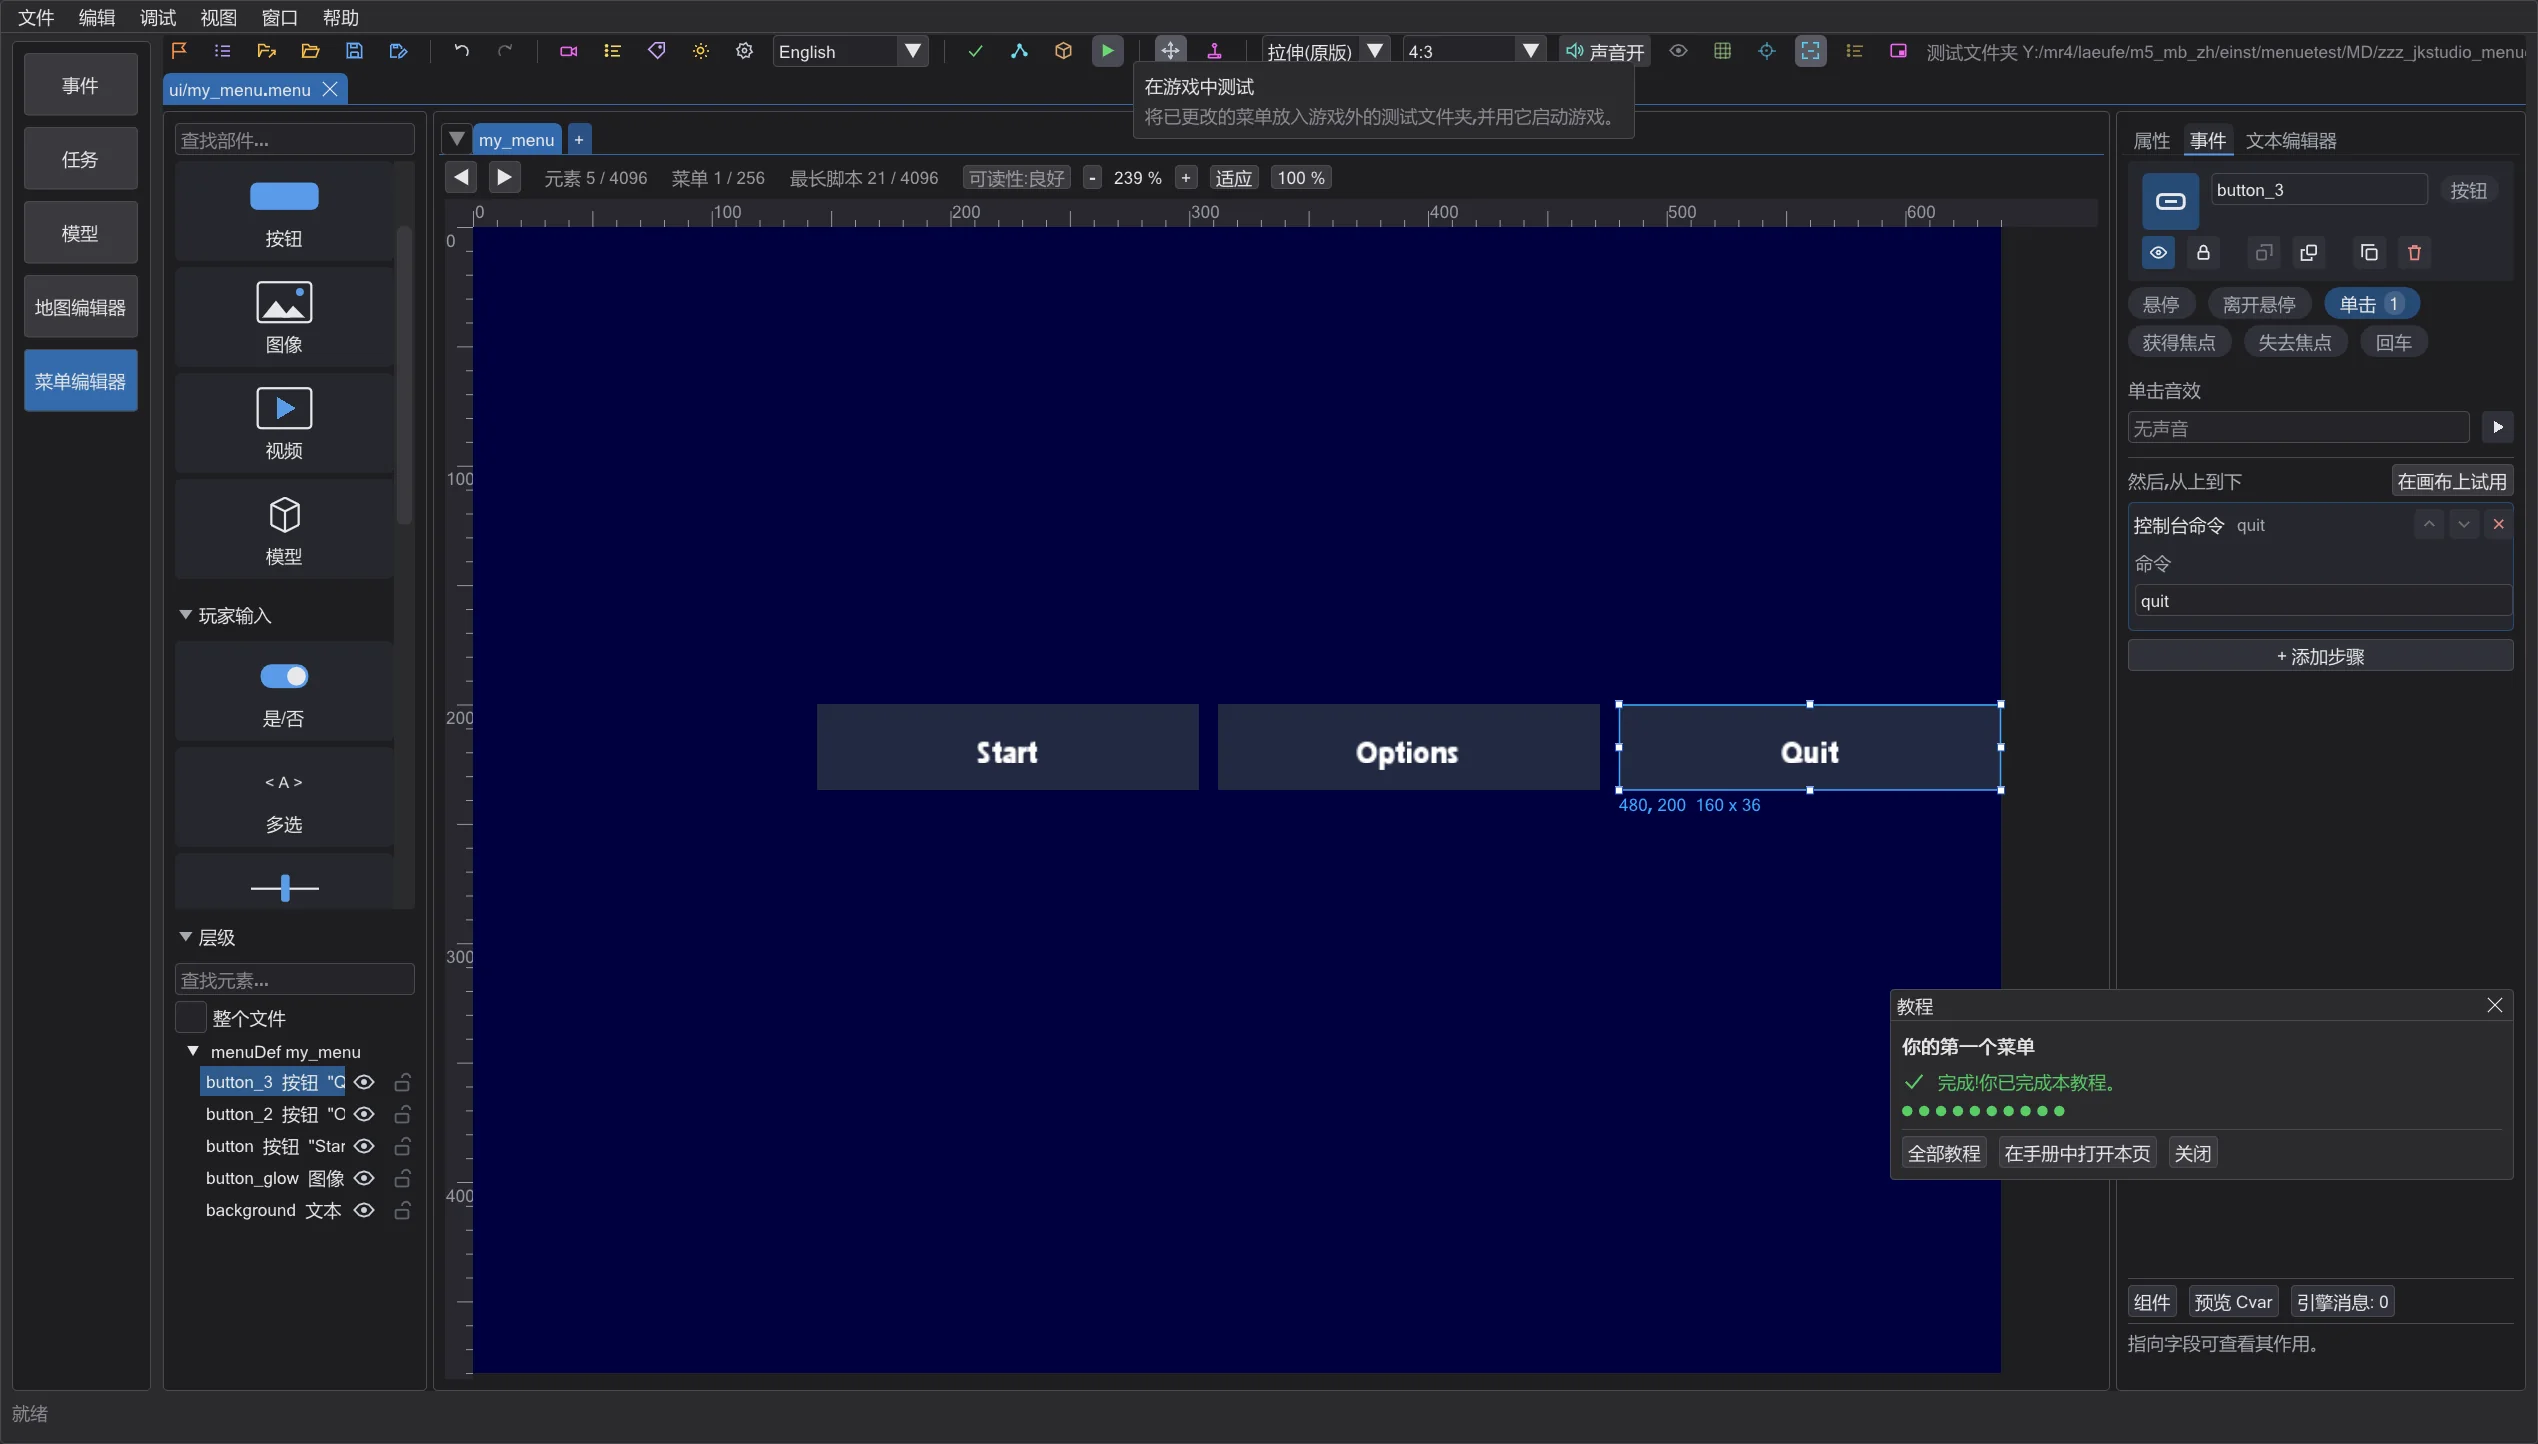 文件 编辑 调试 视图 窗口 帮助
English
拉伸(原版)
4:3
声音开
测试文件夹 Y:/mr4/laeufe/m5_mb_zh/einst/menuetest/MD/zzz_jkstudio_menu
ui/my_menu.menu
在游戏中测试
将已更改的菜单放入游戏外的测试文件夹,并用它启动游戏。
事件
任务
模型
地图编辑器
菜单编辑器
查找部件...
按钮
图像
视频
模型
玩家输入
是/否
< A >
多选
层级
查找元素...
整个文件
menuDef my_menu
button_3 按钮 "Q
button_2 按钮 "O
button 按钮 "Star
button_glow 图像
background 文本
my_menu +
元素 5 / 4096 菜单 1 / 256 最长脚本 21 / 4096 可读性:良好 - 239 % + 适应 100 %
0 100 200 300 400 500 600
0
100
200
300
400
Start
Options
Quit
480, 200 160 x 36
属性 事件 文本编辑器
button_3 按钮
悬停 离开悬停 单击 1
获得焦点 失去焦点 回车
单击音效
无声音
然后,从上到下 在画布上试用
控制台命令 quit
命令
quit
+ 添加步骤
教程
你的第一个菜单
完成!你已完成本教程。
全部教程 在手册中打开本页 关闭
组件 预览 Cvar 引擎消息: 0
指向字段可查看其作用。
就绪